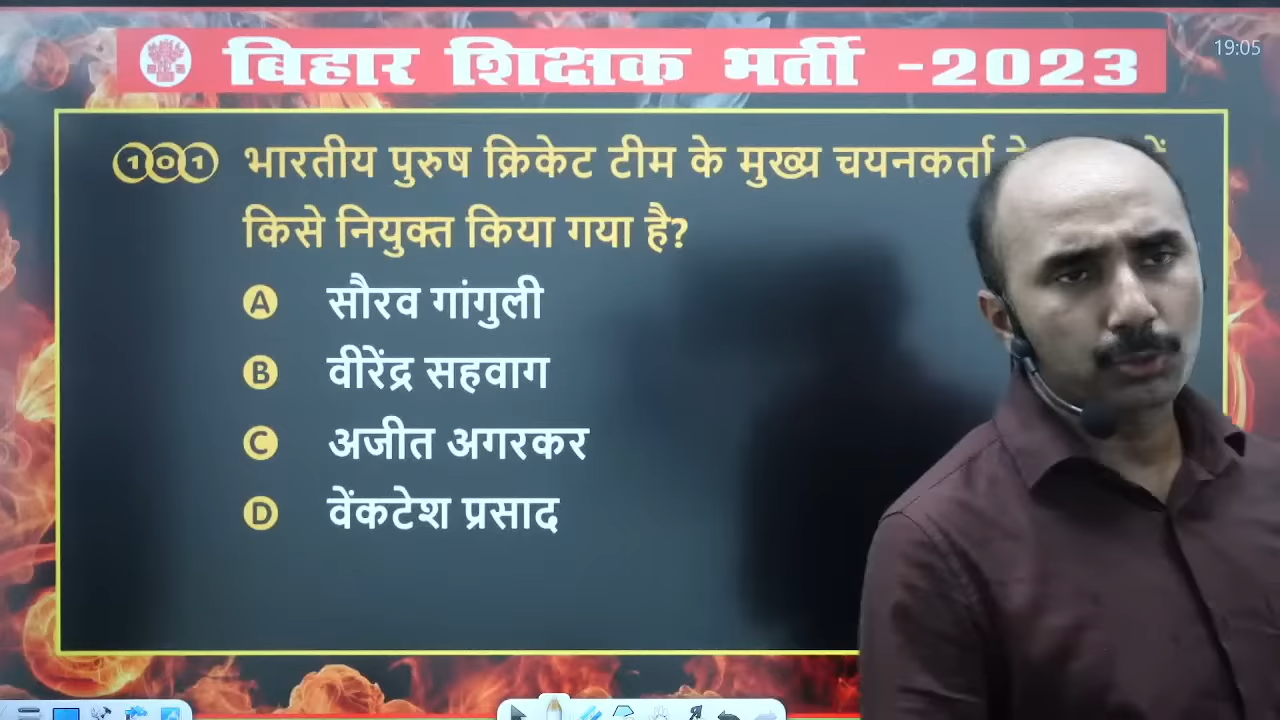 बिहार शिक्षक भर्ती -2023
19:05
101 भारतीय पुरुष क्रिकेट टीम के मुख्य चयनकर्ता
किसे नियुक्त किया गया है?
A सौरव गांगुली
B वीरेंद्र सहवाग
C अजीत अगरकर
D वेंकटेश प्रसाद